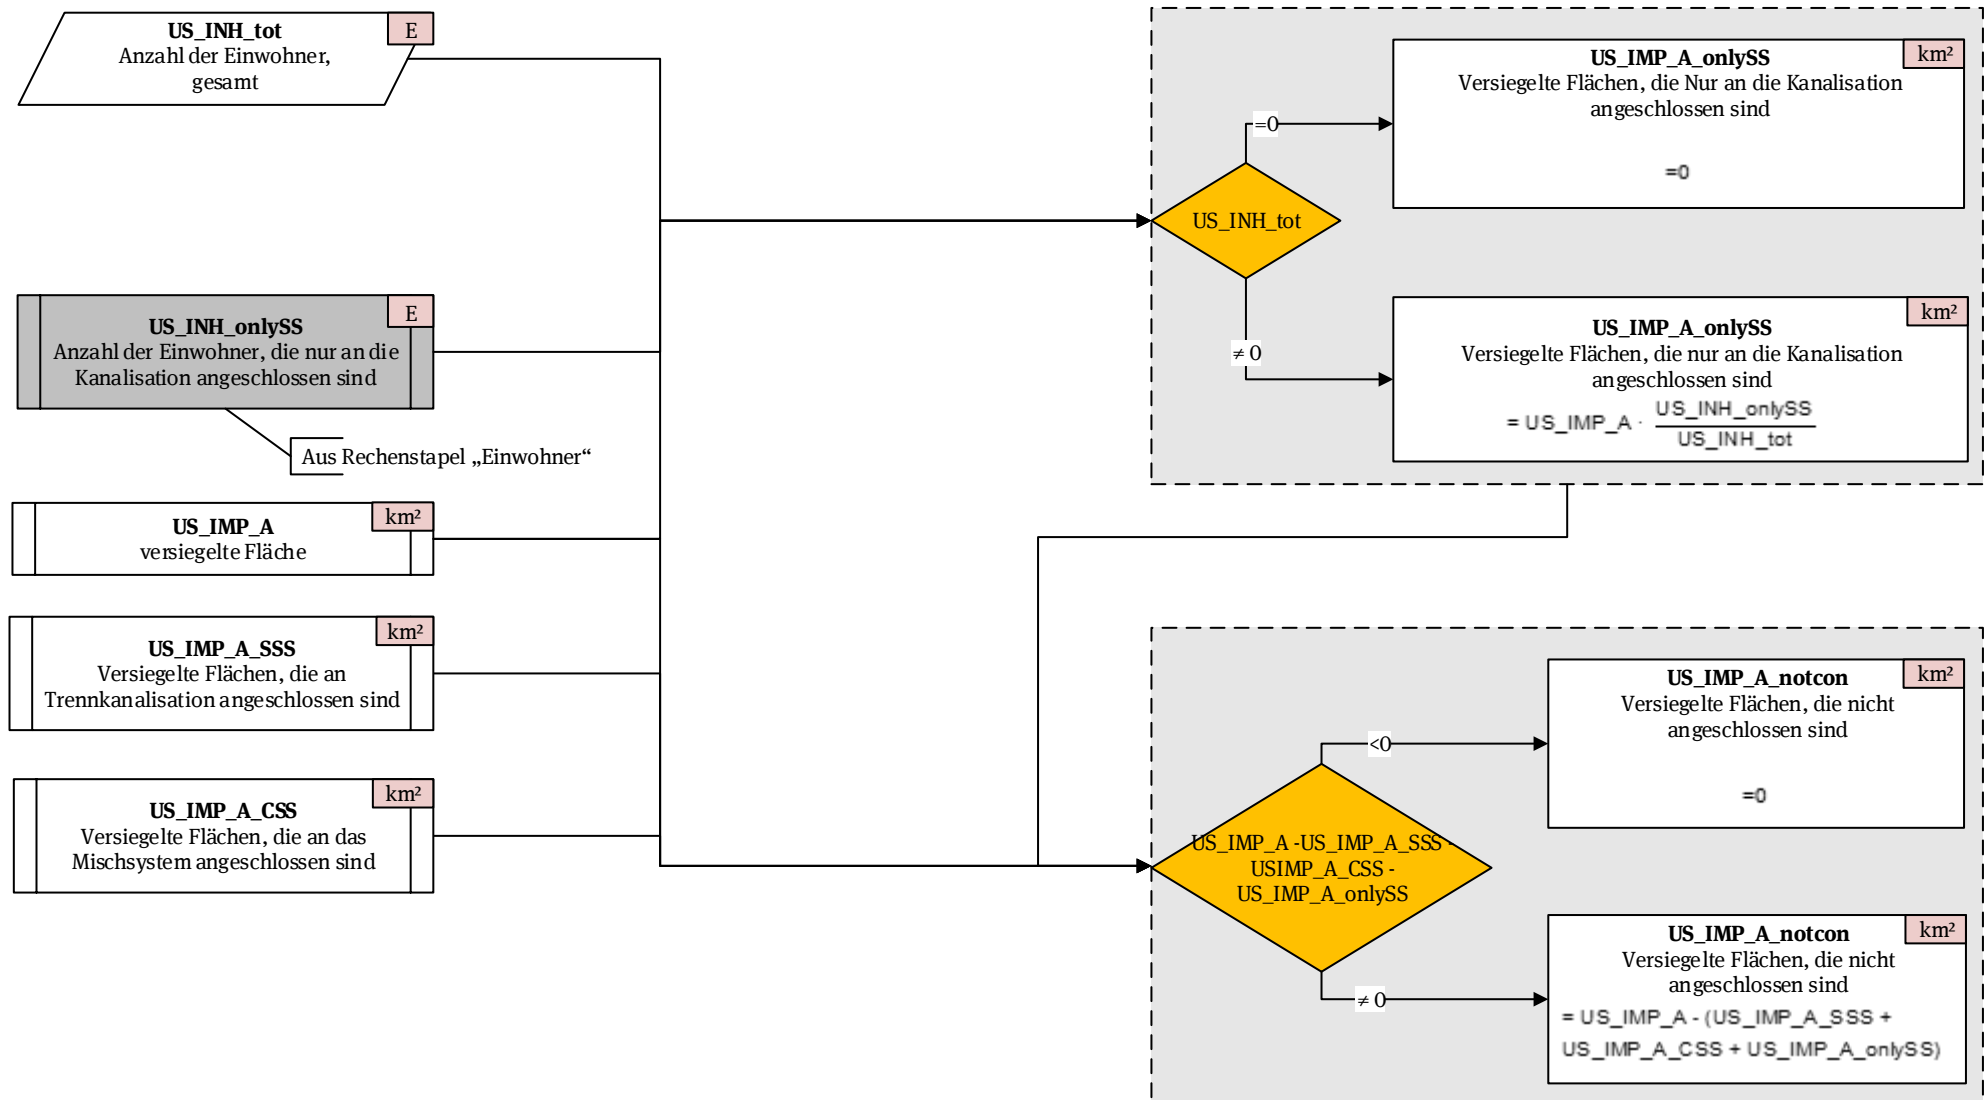 US_INH_tot
E
Anzahl der Einwohner,
gesamt
US_INH_onlySS
E
Anzahl der Einwohner, die nur an die
Kanalisation angeschlossen sind
Aus Rechenstapel „Einwohner“
US_IMP_A
km²
versiegelte Fläche
US_IMP_A_SSS
km²
Versiegelte Flächen, die an
Trennkanalisation angeschlossen sind
US_IMP_A_CSS
km²
Versiegelte Flächen, die an das
Mischsystem angeschlossen sind
US_INH_tot
=0
≠ 0
US_IMP_A_onlySS
km²
Versiegelte Flächen, die Nur an die Kanalisation
angeschlossen sind
=0
US_IMP_A_onlySS
km²
Versiegelte Flächen, die nur an die Kanalisation
angeschlossen sind
= US_IMP_A · US_INH_onlySS
US_INH_tot
US_IMP_A -US_IMP_A_SSS -
USIMP_A_CSS -
US_IMP_A_onlySS
<0
≠ 0
US_IMP_A_notcon
km²
Versiegelte Flächen, die nicht
angeschlossen sind
=0
US_IMP_A_notcon
km²
Versiegelte Flächen, die nicht
angeschlossen sind
= US_IMP_A - (US_IMP_A_SSS +
US_IMP_A_CSS + US_IMP_A_onlySS)